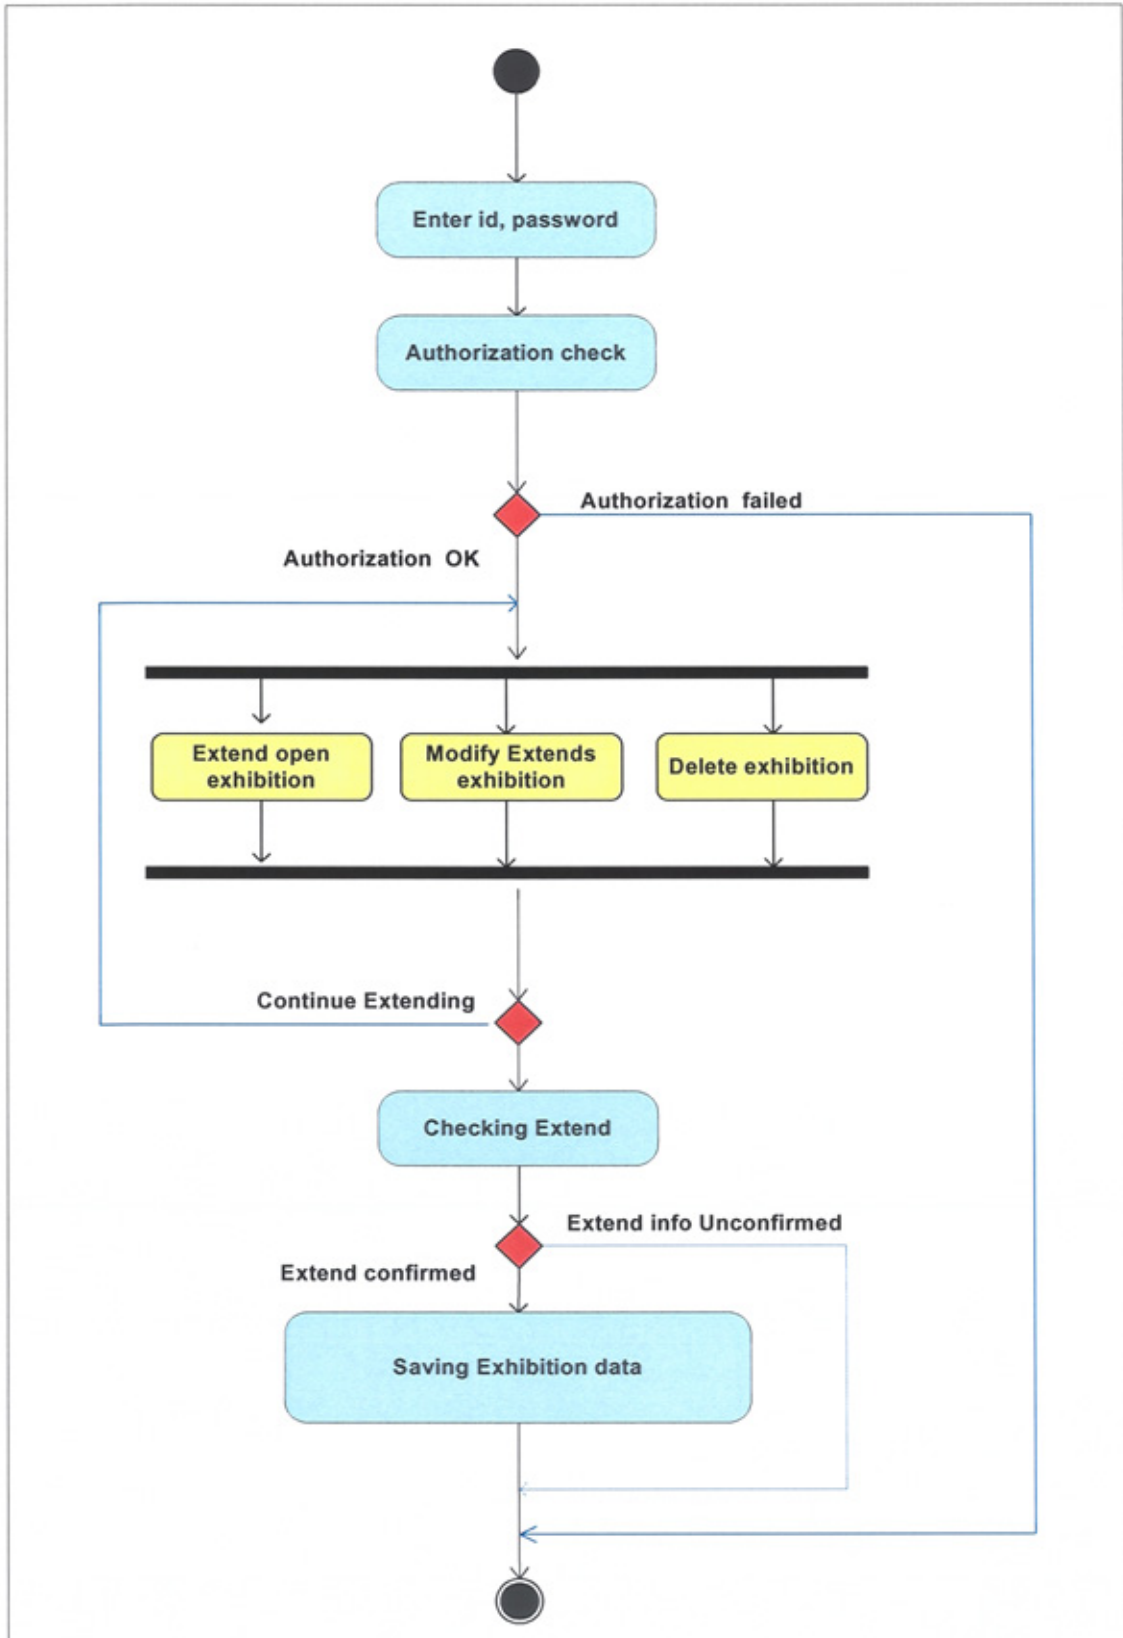 Enter id, password
Authorization check
Authorization  failed
Authorization  OK
Extend open
exhibition
Modify Extends
exhibition
Delete exhibition
Continue Extending
Checking Extend
Extend info Unconfirmed
Extend confirmed
Saving Exhibition data